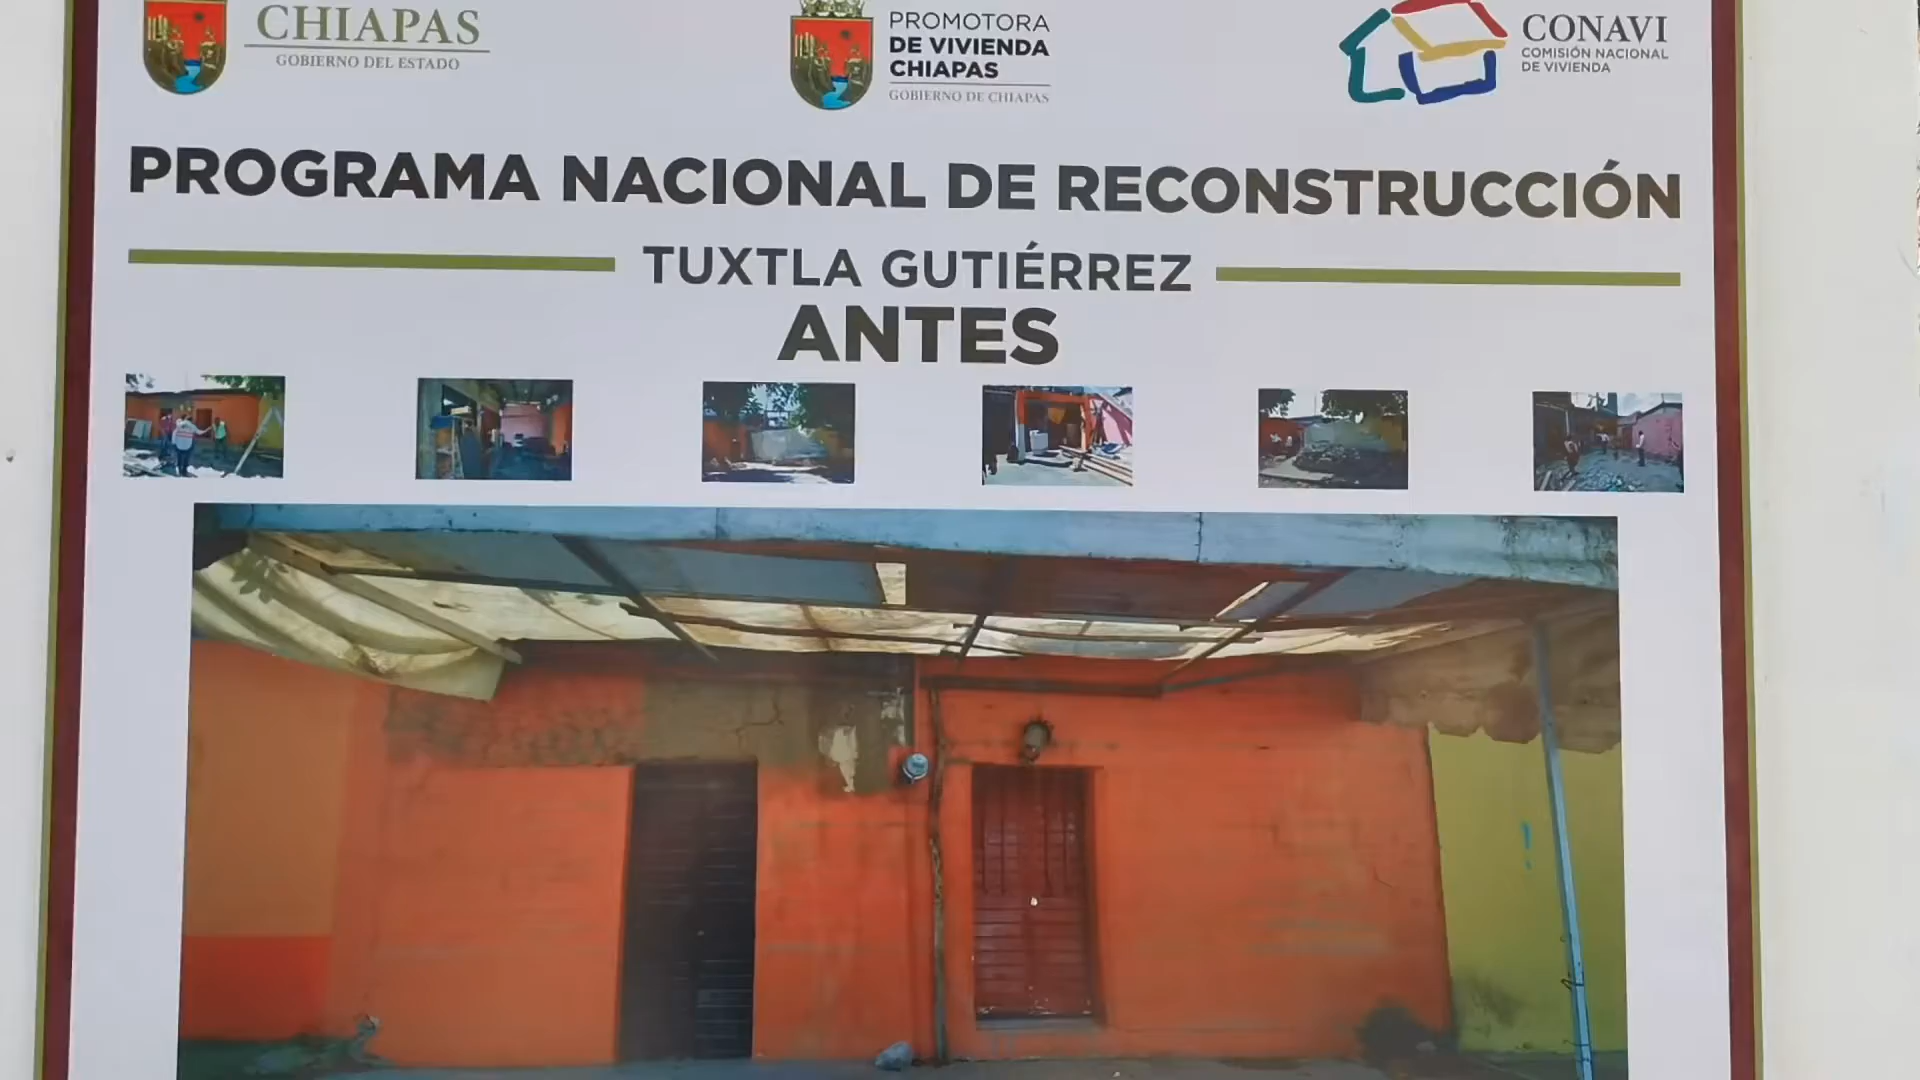 CHIAPAS
GOBIERNO DEL ESTADO
PROMOTORA
DE VIVIENDA
CHIAPAS
GOBIERNO DE CHIAPAS
CONAVI
COMISIÓN NACIONAL
DE VIVIENDA
PROGRAMA NACIONAL DE RECONSTRUCCIÓN
TUXTLA GUTIÉRREZ
ANTES